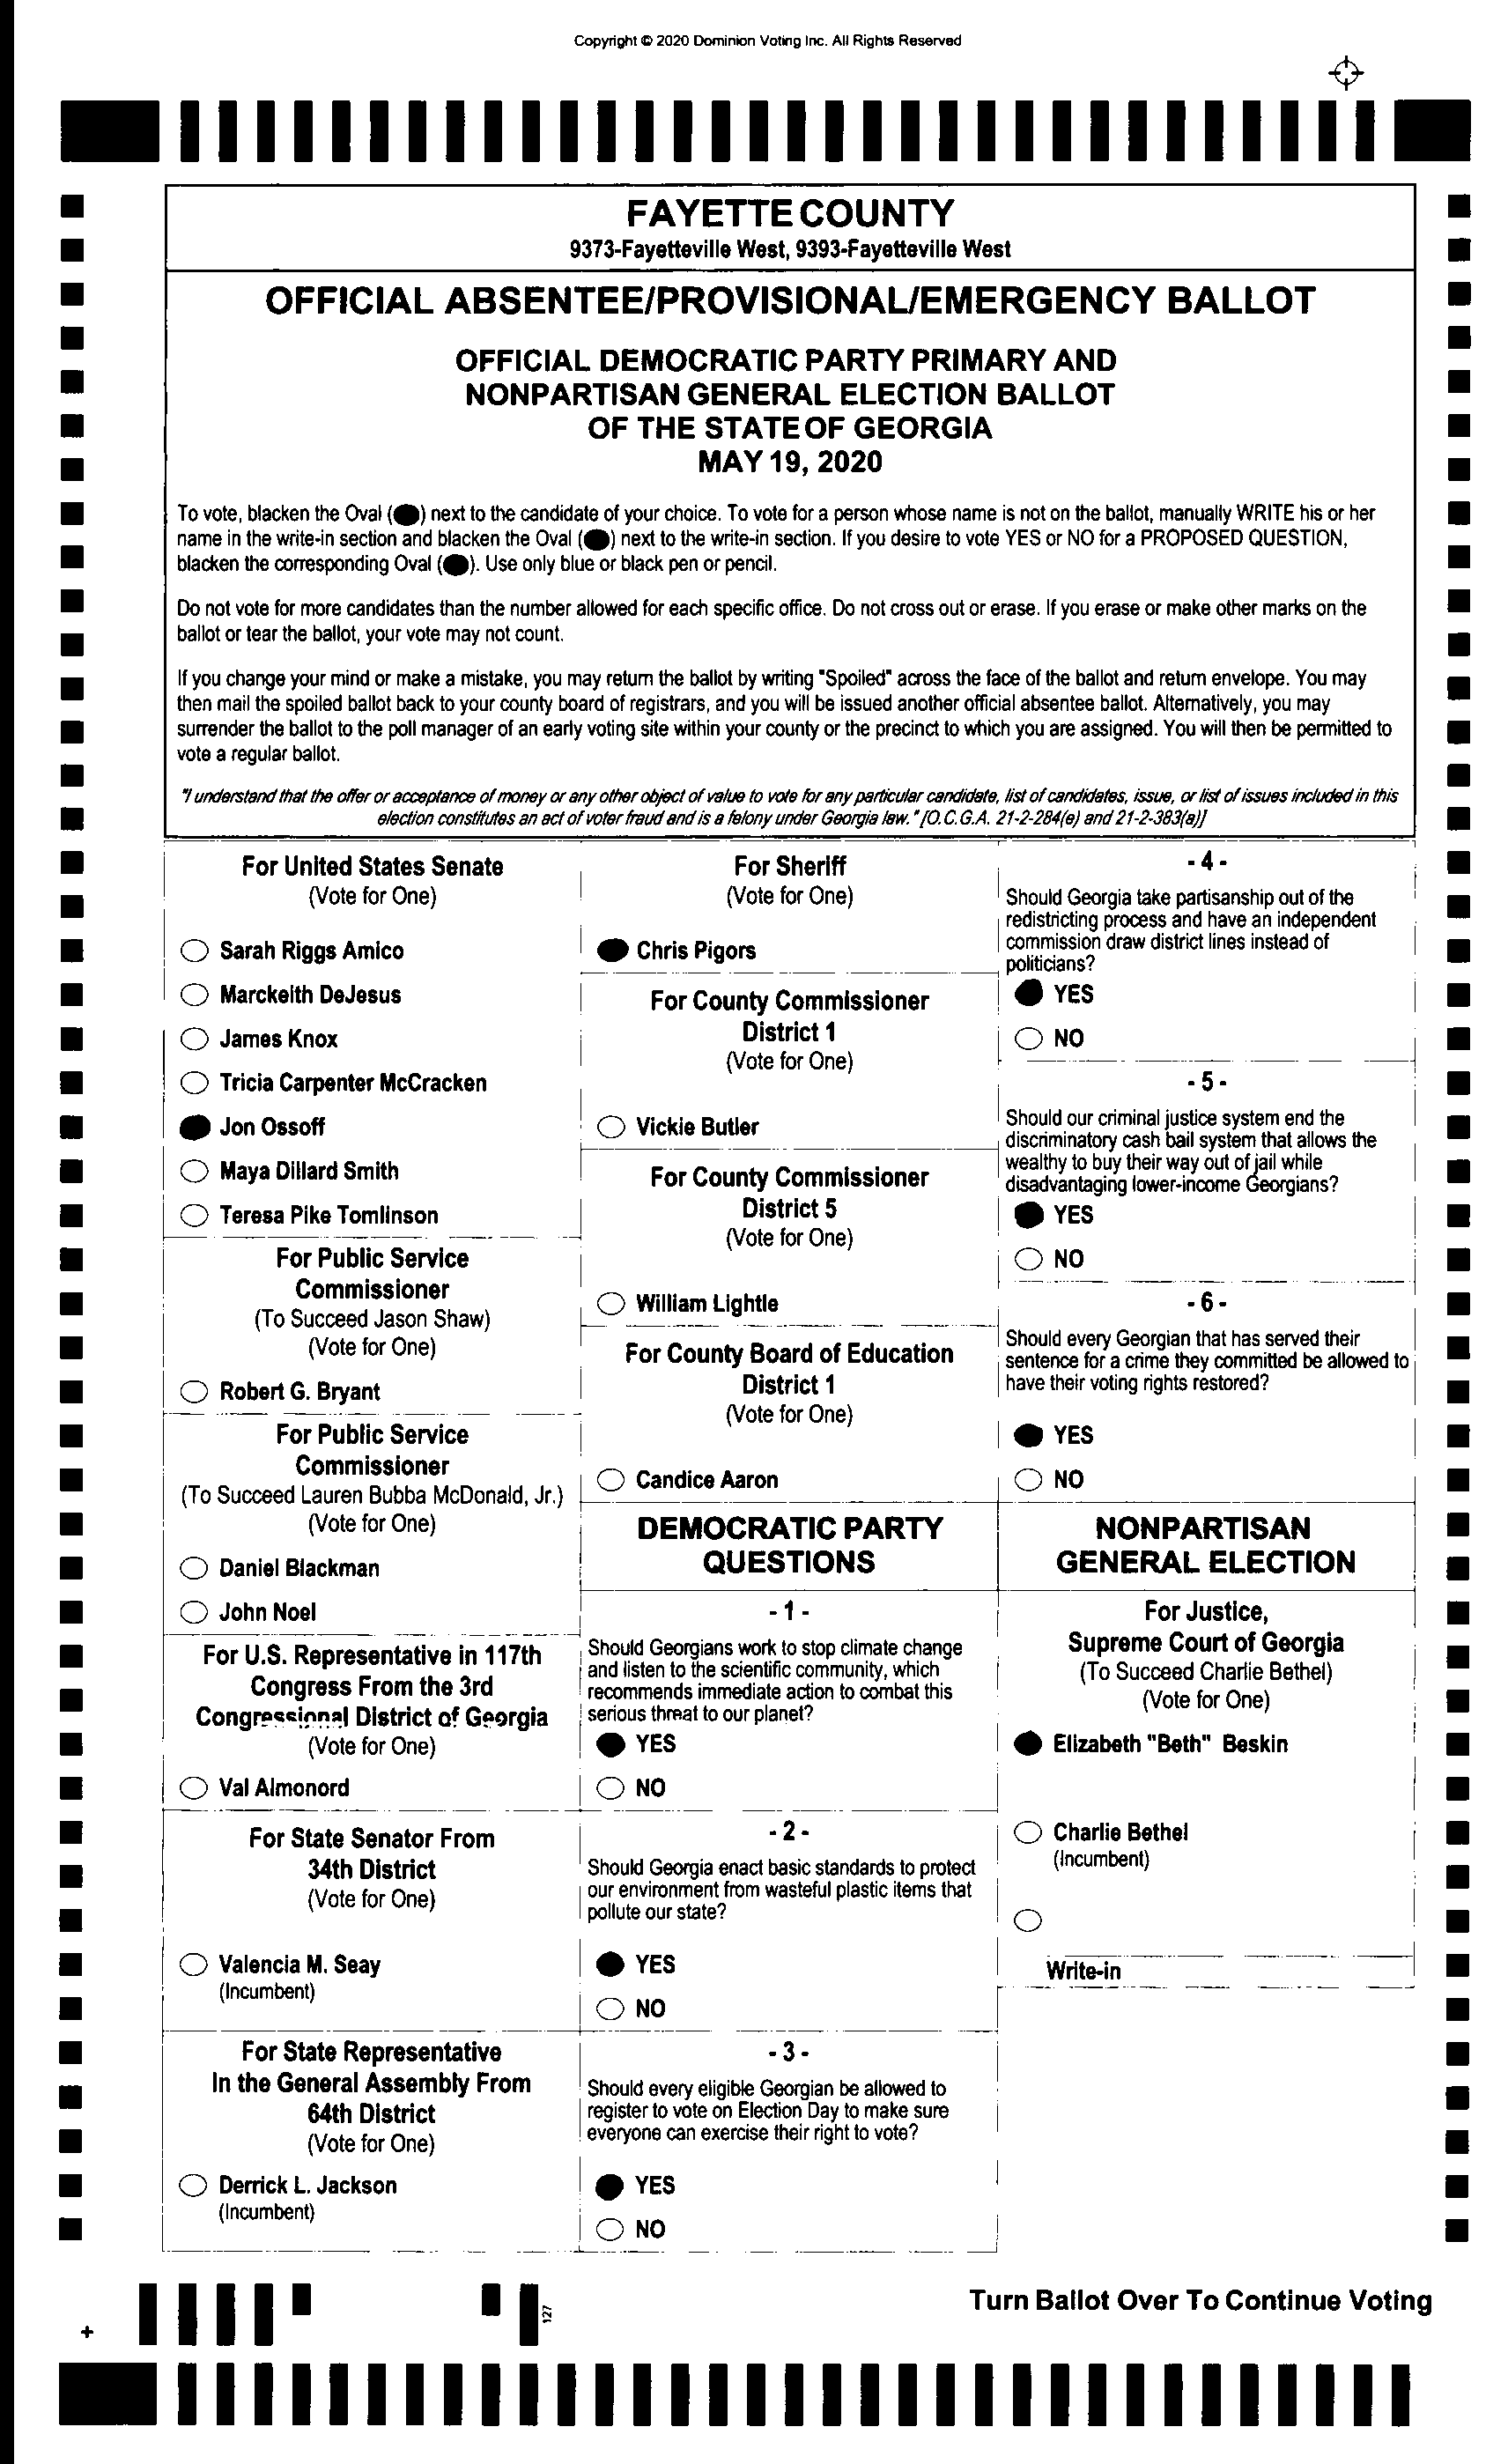 Copyright © 2020 Dominion Voting Inc. All Rights Reserved
FAYETTE COUNTY
9373-Fayetteville West, 9393-Fayetteville West
OFFICIAL ABSENTEE/PROVISIONAL/EMERGENCY BALLOT
OFFICIAL DEMOCRATIC PARTY PRIMARY AND
NONPARTISAN GENERAL ELECTION BALLOT
OF THE STATE OF GEORGIA
MAY 19, 2020
To vote, blacken the Oval (●) next to the candidate of your choice. To vote for a person whose name is not on the ballot, manually WRITE his or her
name in the write-in section and blacken the Oval (●) next to the write-in section. If you desire to vote YES or NO for a PROPOSED QUESTION,
blacken the corresponding Oval (●). Use only blue or black pen or pencil.
Do not vote for more candidates than the number allowed for each specific office. Do not cross out or erase. If you erase or make other marks on the
ballot or tear the ballot, your vote may not count.
If you change your mind or make a mistake, you may return the ballot by writing "Spoiled" across the face of the ballot and return envelope. You may
then mail the spoiled ballot back to your county board of registrars, and you will be issued another official absentee ballot. Alternatively, you may
surrender the ballot to the poll manager of an early voting site within your county or the precinct to which you are assigned. You will then be permitted to
vote a regular ballot.
"I understand that the offer or acceptance of money or any other object of value to vote for any particular candidate, list of candidates, issue, or list of issues included in this
election constitutes an act of voter fraud and is a felony under Georgia law." [O.C.G.A. 21-2-284(e) and 21-2-383(a)]
For United States Senate
(Vote for One)
Sarah Riggs Amico
Marckeith DeJesus
James Knox
Tricia Carpenter McCracken
Jon Ossoff
Maya Dillard Smith
Teresa Pike Tomlinson
For Public Service
Commissioner
(To Succeed Jason Shaw)
(Vote for One)
Robert G. Bryant
For Public Service
Commissioner
(To Succeed Lauren Bubba McDonald, Jr.)
(Vote for One)
Daniel Blackman
John Noel
For U.S. Representative in 117th
Congress From the 3rd
Congressional District of Georgia
(Vote for One)
Val Almonord
For State Senator From
34th District
(Vote for One)
Valencia M. Seay
(Incumbent)
For State Representative
In the General Assembly From
64th District
(Vote for One)
Derrick L. Jackson
(Incumbent)
For Sheriff
(Vote for One)
Chris Pigors
For County Commissioner
District 1
(Vote for One)
Vickie Butler
For County Commissioner
District 5
(Vote for One)
William Lightle
For County Board of Education
District 1
(Vote for One)
Candice Aaron
DEMOCRATIC PARTY
QUESTIONS
- 1 -
Should Georgians work to stop climate change
and listen to the scientific community, which
recommends immediate action to combat this
serious threat to our planet?
YES
NO
- 2 -
Should Georgia enact basic standards to protect
our environment from wasteful plastic items that
pollute our state?
YES
NO
- 3 -
Should every eligible Georgian be allowed to
register to vote on Election Day to make sure
everyone can exercise their right to vote?
YES
NO
- 4 -
Should Georgia take partisanship out of the
redistricting process and have an independent
commission draw district lines instead of
politicians?
YES
NO
- 5 -
Should our criminal justice system end the
discriminatory cash bail system that allows the
wealthy to buy their way out of jail while
disadvantaging lower-income Georgians?
YES
NO
- 6 -
Should every Georgian that has served their
sentence for a crime they committed be allowed to
have their voting rights restored?
YES
NO
NONPARTISAN
GENERAL ELECTION
For Justice,
Supreme Court of Georgia
(To Succeed Charlie Bethel)
(Vote for One)
Elizabeth "Beth" Beskin
Charlie Bethel
(Incumbent)
Write-in
Turn Ballot Over To Continue Voting
127